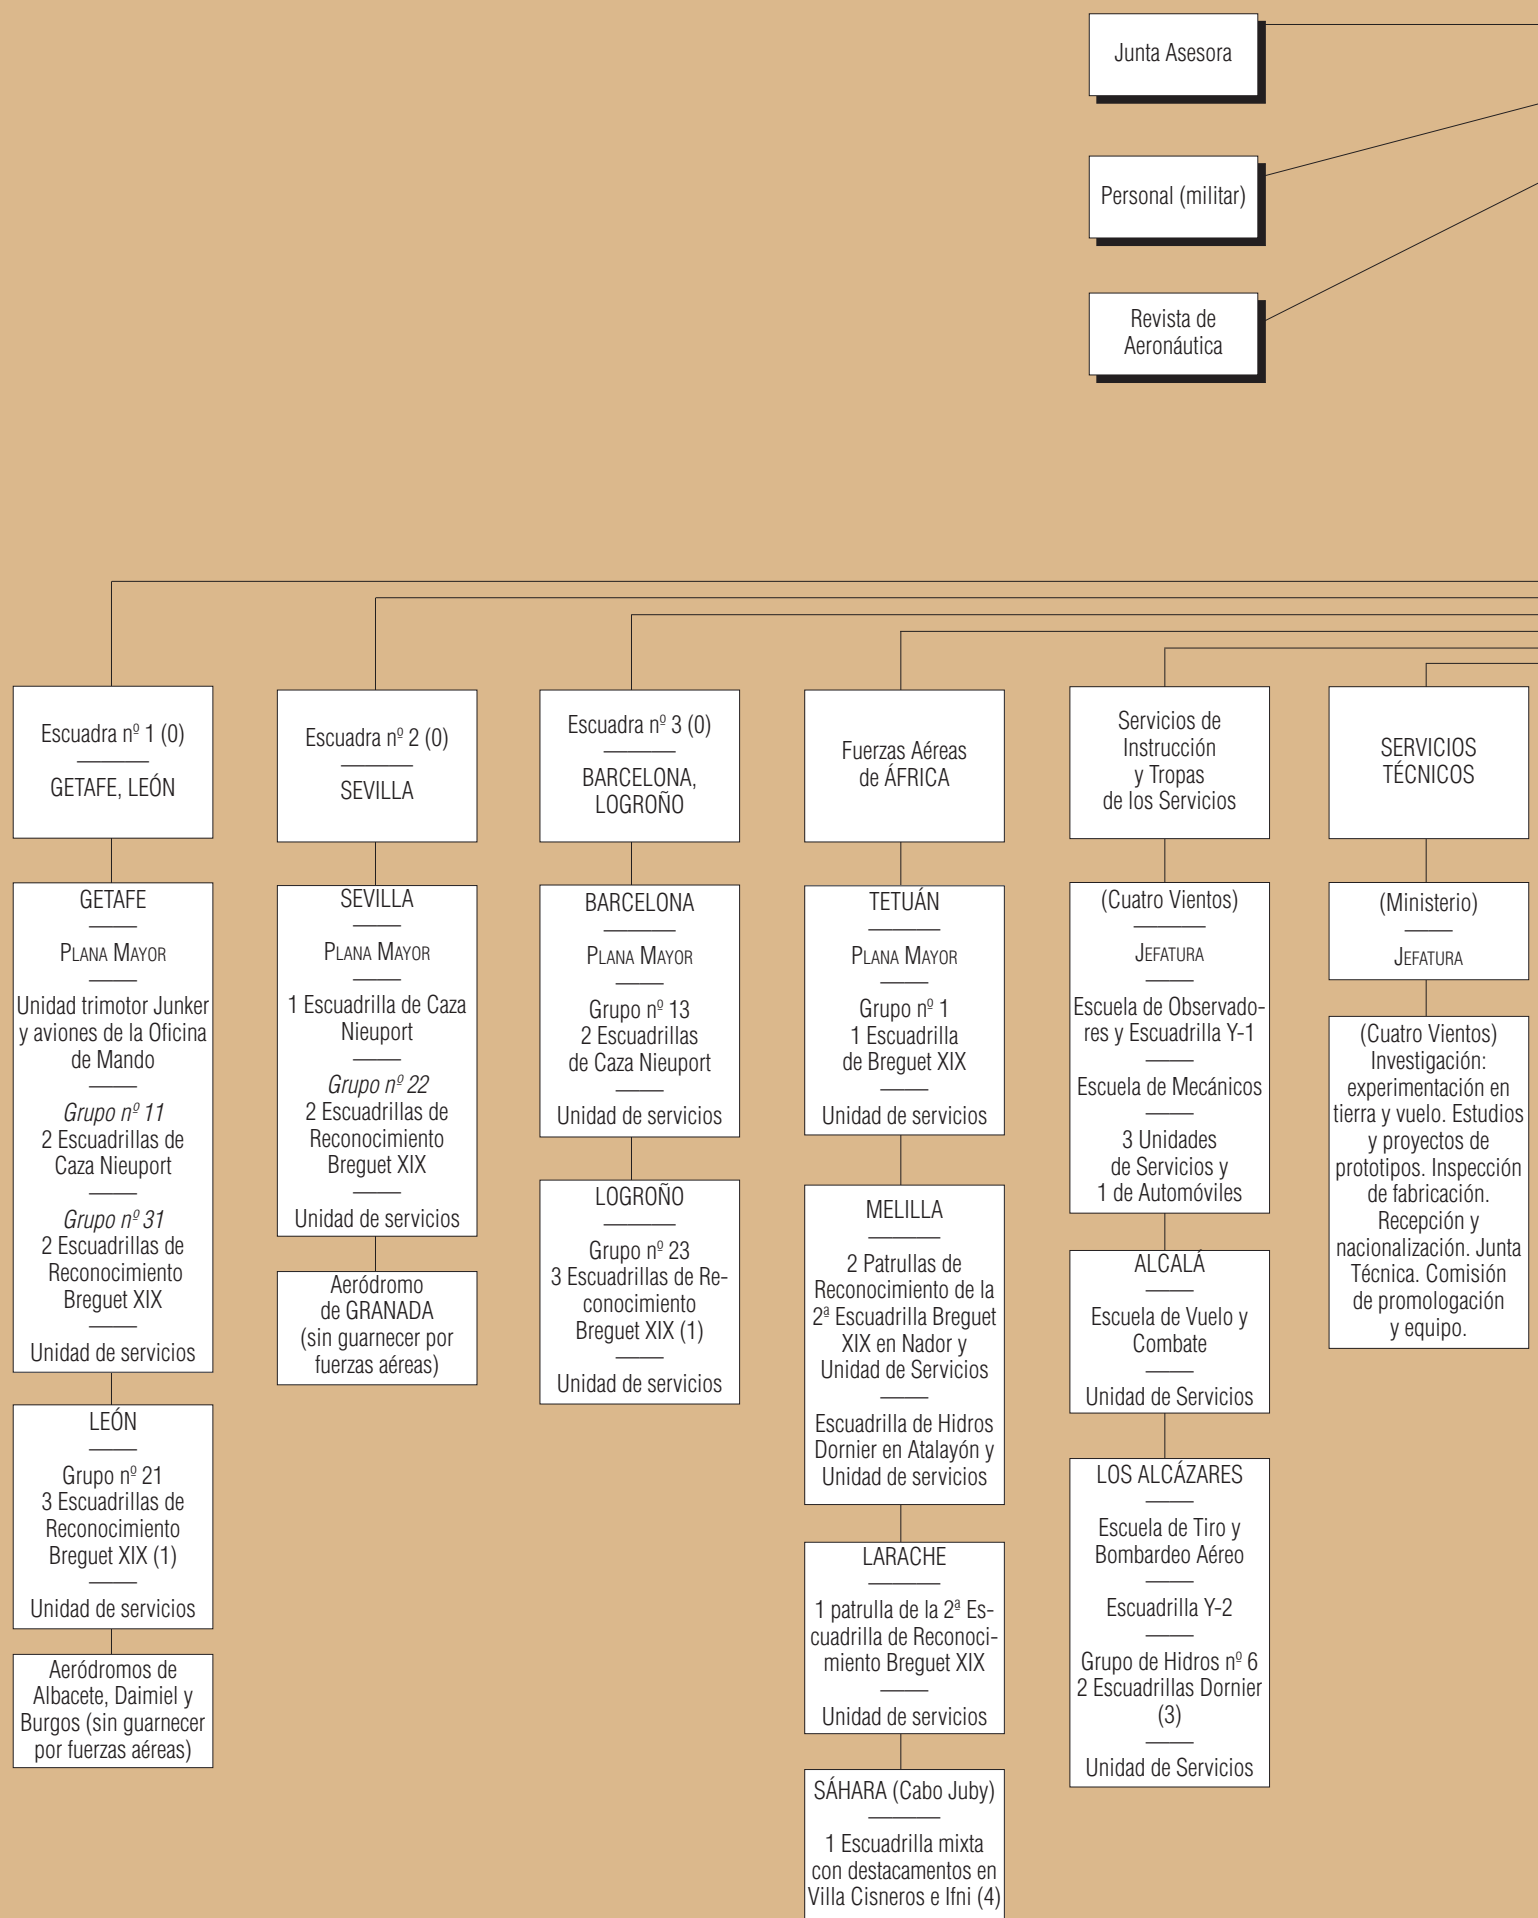 Junta Asesora
Personal (militar)
Revista de
Aeronáutica
Escuadra nº 1 (0)
GETAFE, LEÓN
GETAFE
PLANA MAYOR
Unidad trimotor Junker
y aviones de la Oficina
de Mando
Grupo nº 11
2 Escuadrillas de
Caza Nieuport
Grupo nº 31
2 Escuadrillas de
Reconocimiento
Breguet XIX
Unidad de servicios
LEÓN
Grupo nº 21
3 Escuadrillas de
Reconocimiento
Breguet XIX (1)
Unidad de servicios
Aeródromos de
Albacete, Daimiel y
Burgos (sin guarnecer
por fuerzas aéreas)
Escuadra nº 2 (0)
SEVILLA
SEVILLA
PLANA MAYOR
1 Escuadrilla de Caza
Nieuport
Grupo nº 22
2 Escuadrillas de
Reconocimiento
Breguet XIX
Unidad de servicios
Aeródromo
de GRANADA
(sin guarnecer por
fuerzas aéreas)
Escuadra nº 3 (0)
BARCELONA,
LOGROÑO
BARCELONA
PLANA MAYOR
Grupo nº 13
2 Escuadrillas
de Caza Nieuport
Unidad de servicios
LOGROÑO
Grupo nº 23
3 Escuadrillas de Re-
conocimiento
Breguet XIX (1)
Unidad de servicios
Fuerzas Aéreas
de ÁFRICA
TETUÁN
PLANA MAYOR
Grupo nº 1
1 Escuadrilla
de Breguet XIX
Unidad de servicios
MELILLA
2 Patrullas de
Reconocimiento de la
2ª Escuadrilla Breguet
XIX en Nador y
Unidad de Servicios
Escuadrilla de Hidros
Dornier en Atalayón y
Unidad de servicios
LARACHE
1 patrulla de la 2ª Es-
cuadrilla de Reconoci-
miento Breguet XIX
Unidad de servicios
SÁHARA (Cabo Juby)
1 Escuadrilla mixta
con destacamentos en
Villa Cisneros e Ifni (4)
Servicios de
Instrucción
y Tropas
de los Servicios
(Cuatro Vientos)
JEFATURA
Escuela de Observado-
res y Escuadrilla Y-1
Escuela de Mecánicos
3 Unidades
de Servicios y
1 de Automóviles
ALCALÁ
Escuela de Vuelo y
Combate
Unidad de Servicios
LOS ALCÁZARES
Escuela de Tiro y
Bombardeo Aéreo
Escuadrilla Y-2
Grupo de Hidros nº 6
2 Escuadrillas Dornier
(3)
Unidad de Servicios
SERVICIOS
TÉCNICOS
(Ministerio)
JEFATURA
(Cuatro Vientos)
Investigación:
experimentación en
tierra y vuelo. Estudios
y proyectos de
prototipos. Inspección
de fabricación.
Recepción y
nacionalización. Junta
Técnica. Comisión
de promologación
y equipo.